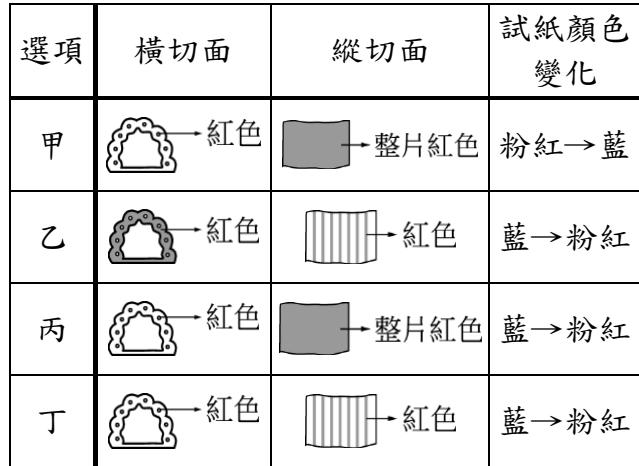 選項 橫切面 縱切面 試紙顏色
變化
甲 紅色 整片紅色 粉紅→藍
乙 紅色 紅色 藍→粉紅
丙 紅色 整片紅色 藍→粉紅
丁 紅色 紅色 藍→粉紅